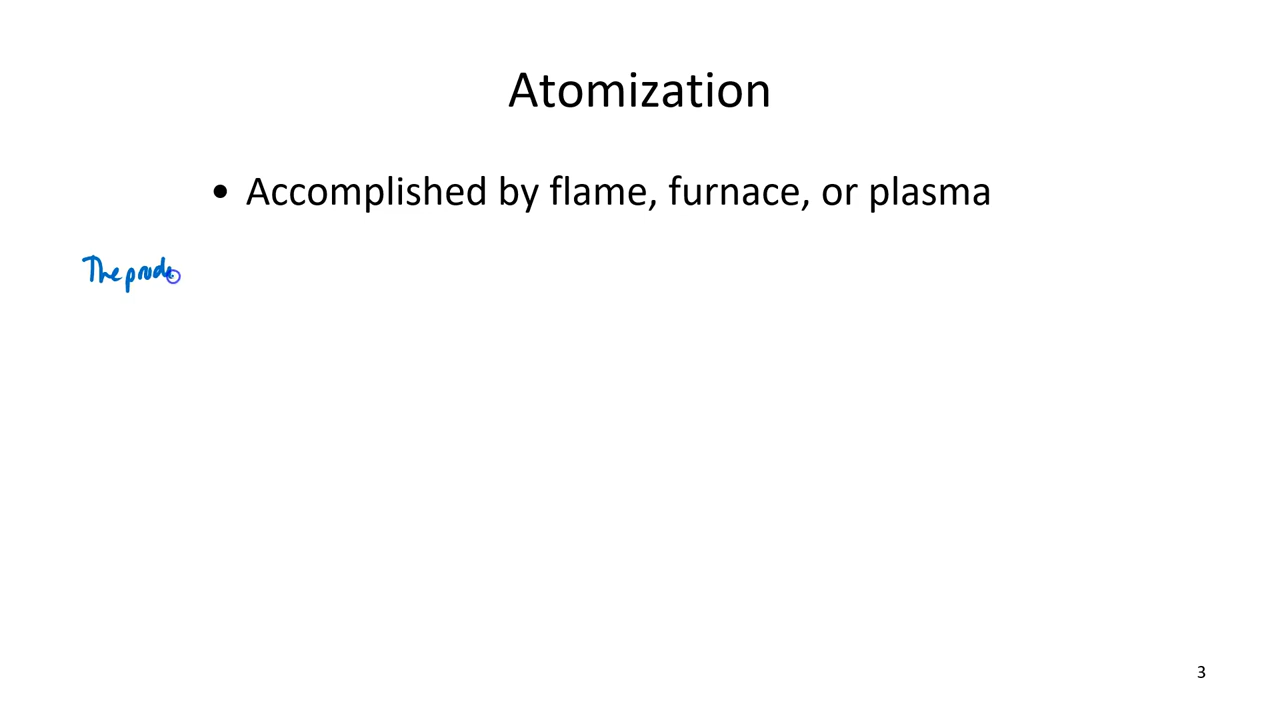 Atomization
• Accomplished by flame, furnace, or plasma
The prod
3